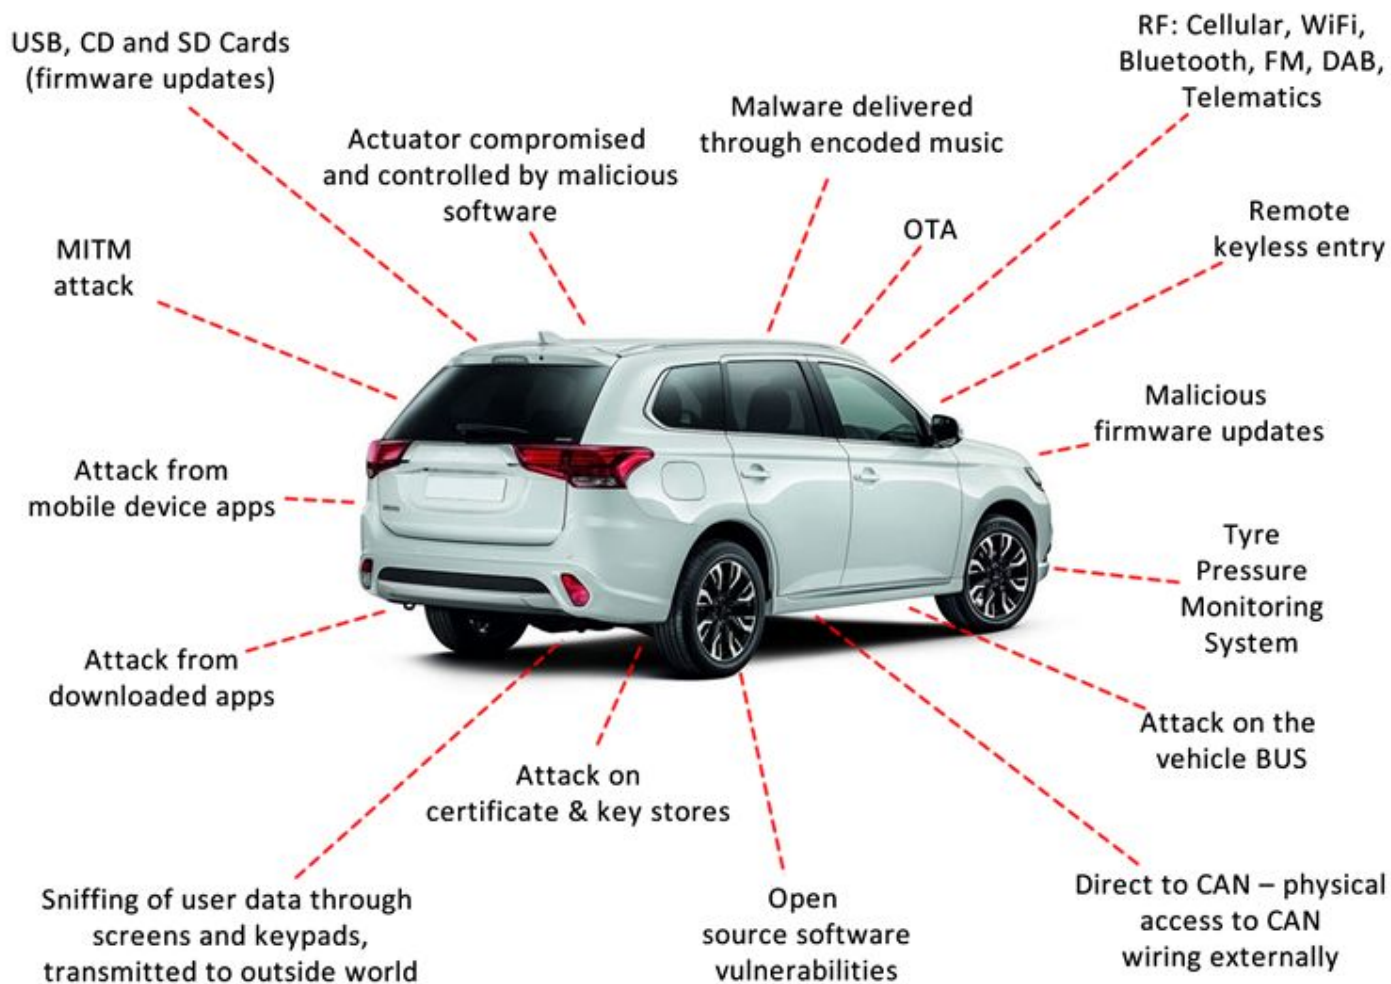 USB, CD and SD Cards
(firmware updates)
RF: Cellular, WiFi,
Bluetooth, FM, DAB,
Telematics
Malware delivered
through encoded music
Actuator compromised
and controlled by malicious
software
OTA
Remote
keyless entry
MITM
attack
Malicious
firmware updates
Attack from
mobile device apps
Tyre
Pressure
Monitoring
System
Attack from
downloaded apps
Attack on the
vehicle BUS
Attack on
certificate & key stores
Sniffing of user data through
screens and keypads,
transmitted to outside world
Open
source software
vulnerabilities
Direct to CAN – physical
access to CAN
wiring externally